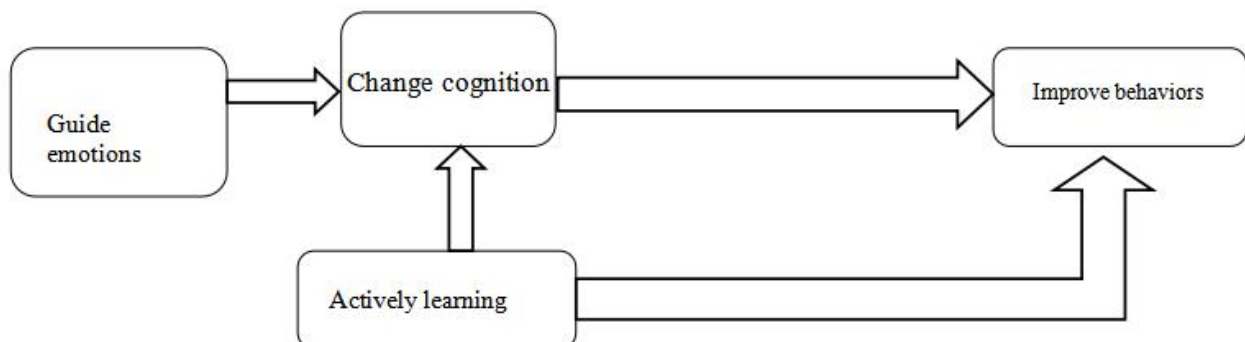 Guide
emotions
Change cognition
Improve behaviors
Actively learning